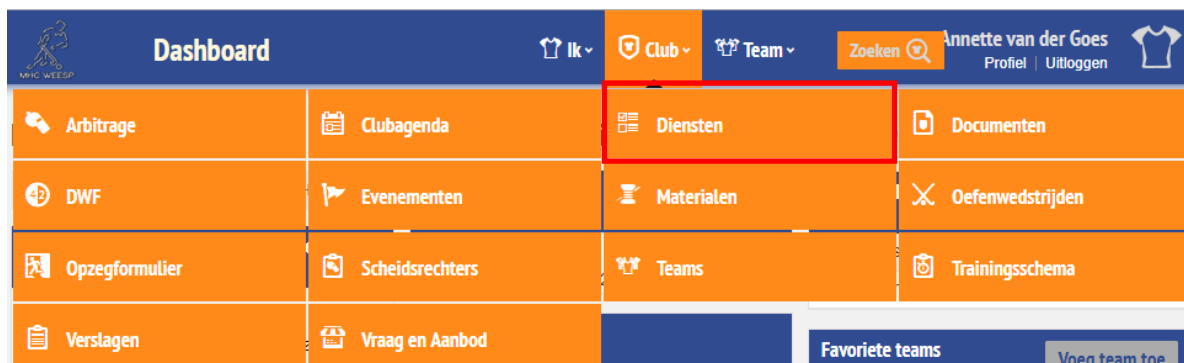 MHC WEESP
Dashboard
Ik
Club
Team
Zoeken
Annette van der Goes
Profiel | Uitloggen
Arbitrage
Clubagenda
Diensten
Documenten
DWF
Evenementen
Materialen
Oefenwedstrijden
Opzegformulier
Scheidsrechters
Teams
Trainingsschema
Verslagen
Vraag en Aanbod
Favoriete teams
Voeg team toe